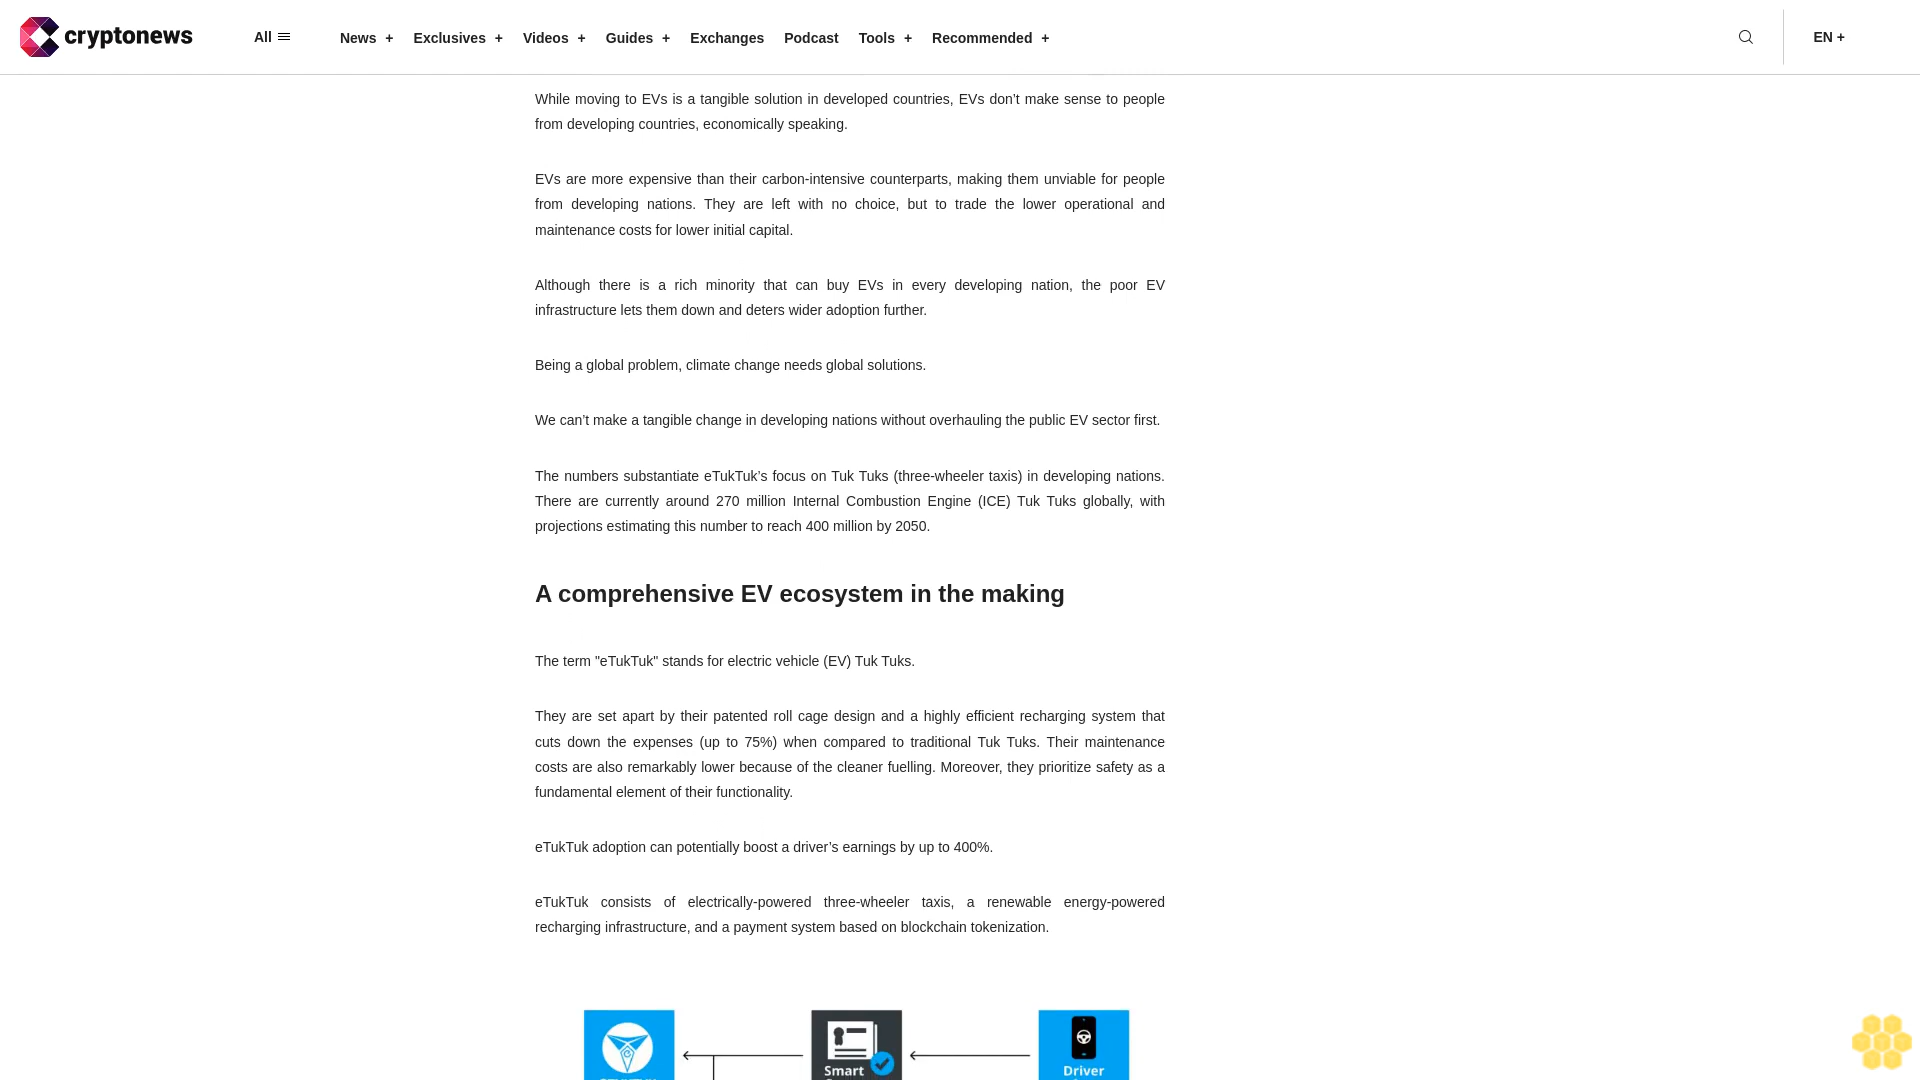 cryptonews
All
News + Exclusives + Videos + Guides + Exchanges Podcast Tools + Recommended +
EN +
While moving to EVs is a tangible solution in developed countries, EVs don’t make sense to people
from developing countries, economically speaking.
EVs are more expensive than their carbon-intensive counterparts, making them unviable for people
from developing nations. They are left with no choice, but to trade the lower operational and
maintenance costs for lower initial capital.
Although there is a rich minority that can buy EVs in every developing nation, the poor EV
infrastructure lets them down and deters wider adoption further.
Being a global problem, climate change needs global solutions.
We can’t make a tangible change in developing nations without overhauling the public EV sector first.
The numbers substantiate eTukTuk’s focus on Tuk Tuks (three-wheeler taxis) in developing nations.
There are currently around 270 million Internal Combustion Engine (ICE) Tuk Tuks globally, with
projections estimating this number to reach 400 million by 2050.
A comprehensive EV ecosystem in the making
The term "eTukTuk" stands for electric vehicle (EV) Tuk Tuks.
They are set apart by their patented roll cage design and a highly efficient recharging system that
cuts down the expenses (up to 75%) when compared to traditional Tuk Tuks. Their maintenance
costs are also remarkably lower because of the cleaner fuelling. Moreover, they prioritize safety as a
fundamental element of their functionality.
eTukTuk adoption can potentially boost a driver’s earnings by up to 400%.
eTukTuk consists of electrically-powered three-wheeler taxis, a renewable energy-powered
recharging infrastructure, and a payment system based on blockchain tokenization.
Smart
Driver